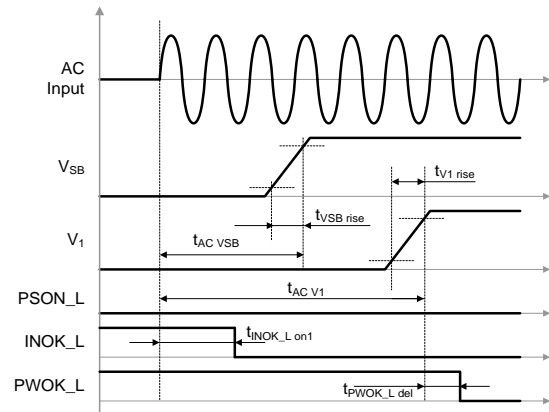 AC
Input
VSB
tV1 rise
tVSB rise
V1
tAC VSB
PSON_L
tAC V1
INOK_L
tINOK_L on1
PWOK_L
tPWOK_L del